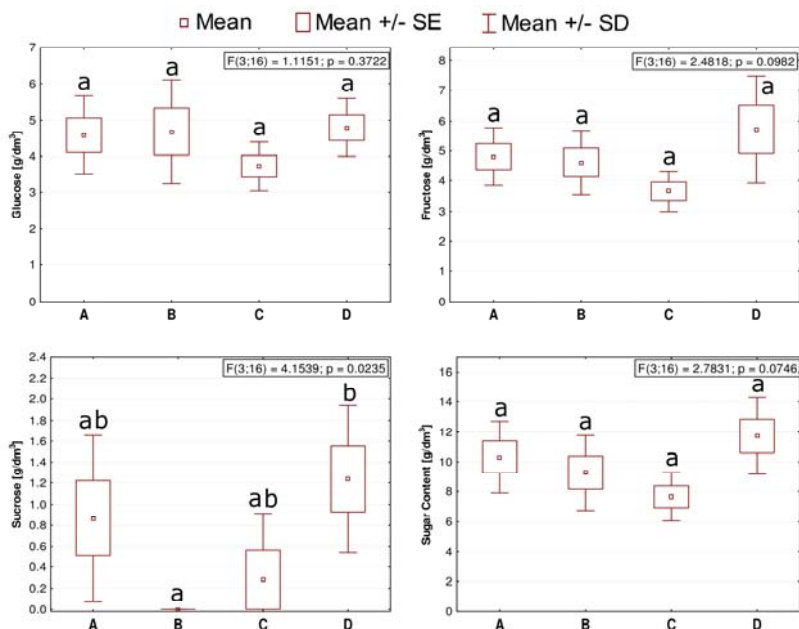 Mean Mean +/- SE Mean +/- SD
F(3;16) = 1.1151; p = 0.3722
Glucose [g/dm³]
7
6
5
4
3
2
1
0
a a a a
A B C D
F(3;16) = 2.4818; p = 0.0982
Fructose [g/dm³]
9
8
7
6
5
4
3
2
1
0
a a a a
A B C D
F(3;16) = 4.1539; p = 0.0235
Sucrose [g/dm³]
2.4
2.2
2.0
1.8
1.6
1.4
1.2
1.0
0.8
0.6
0.4
0.2
0.0
ab a ab b
A B C D
F(3;16) = 2.7831; p = 0.0746
Sugar Content [g/dm³]
16
14
12
10
8
6
4
2
0
a a a a
A B C D